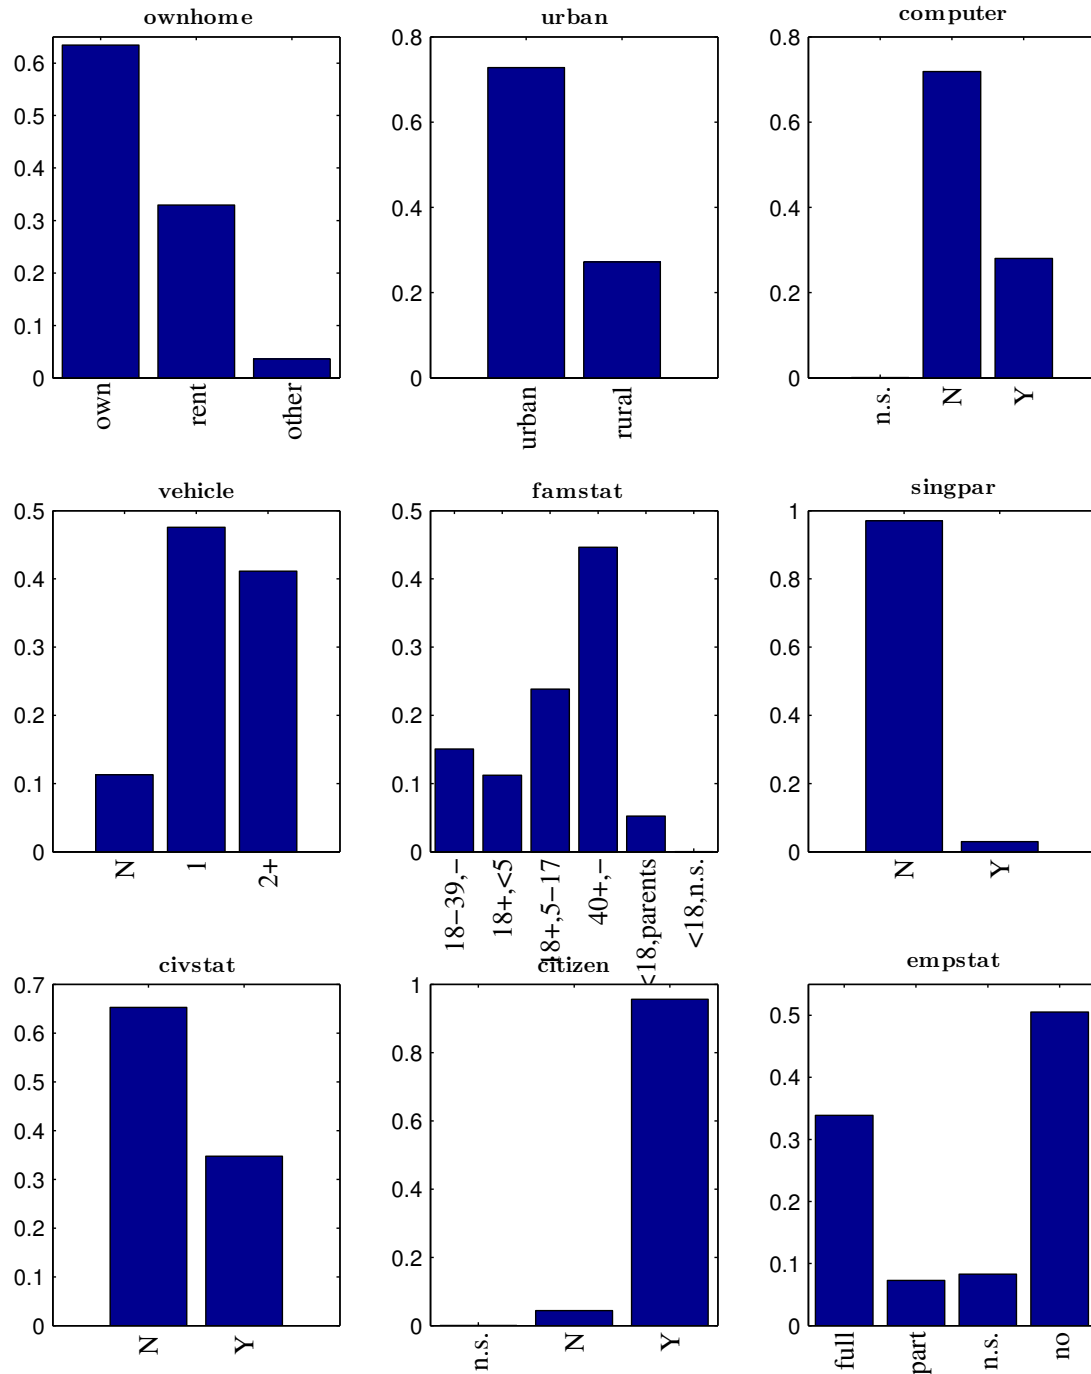 ownhome
0.6
0.5
0.4
0.3
0.2
0.1
0
own
rent
other
urban
0.8
0.6
0.4
0.2
0
urban
rural
computer
0.8
0.6
0.4
0.2
0
n.s.
N
Y
vehicle
0.5
0.4
0.3
0.2
0.1
0
N
1
2+
famstat
0.5
0.4
0.3
0.2
0.1
0
18−39,−
18+,<5
18+,5−17
40+,−
<18,parents
<18,n.s.
singpar
1
0.8
0.6
0.4
0.2
0
N
Y
civstat
0.7
0.6
0.5
0.4
0.3
0.2
0.1
0
N
Y
citizen
1
0.8
0.6
0.4
0.2
0
n.s.
N
Y
empstat
0.5
0.4
0.3
0.2
0.1
0
full
part
n.s.
no